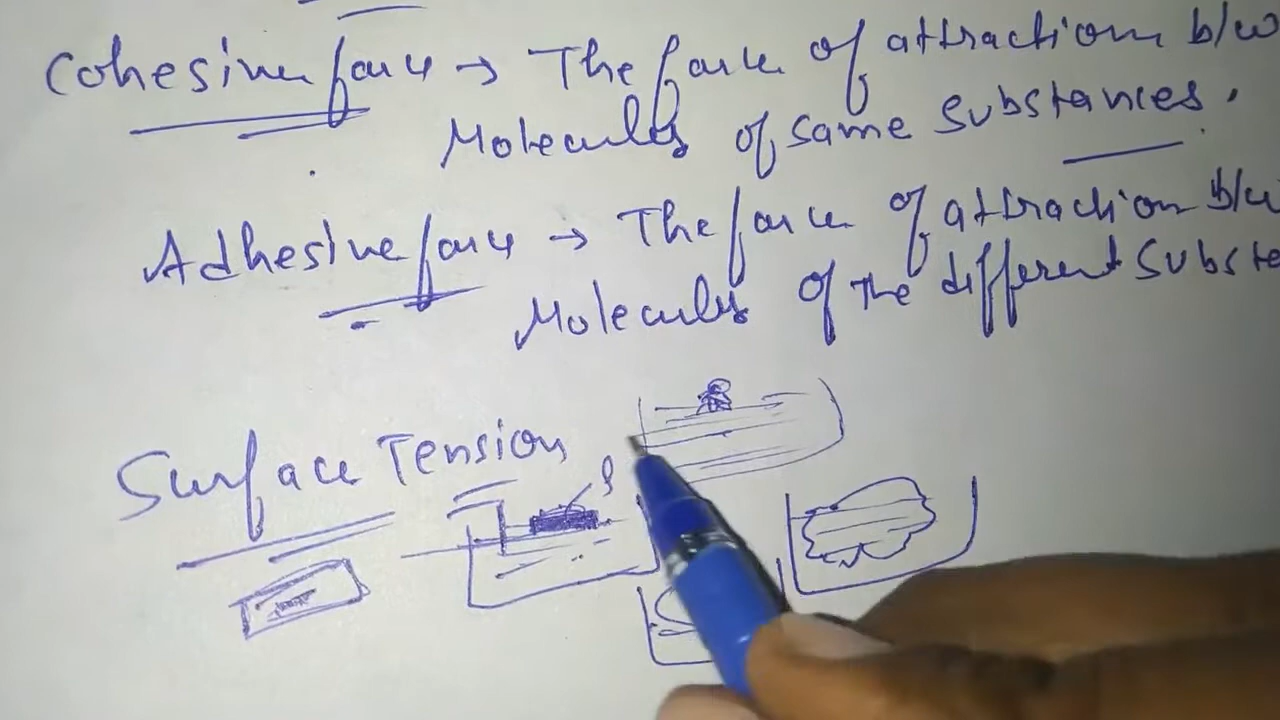 Cohesive force → The force of attraction b/w
Molecules of same substances.
Adhesive force → The force of attraction b/w
Molecules of the different Subste
Surface Tension